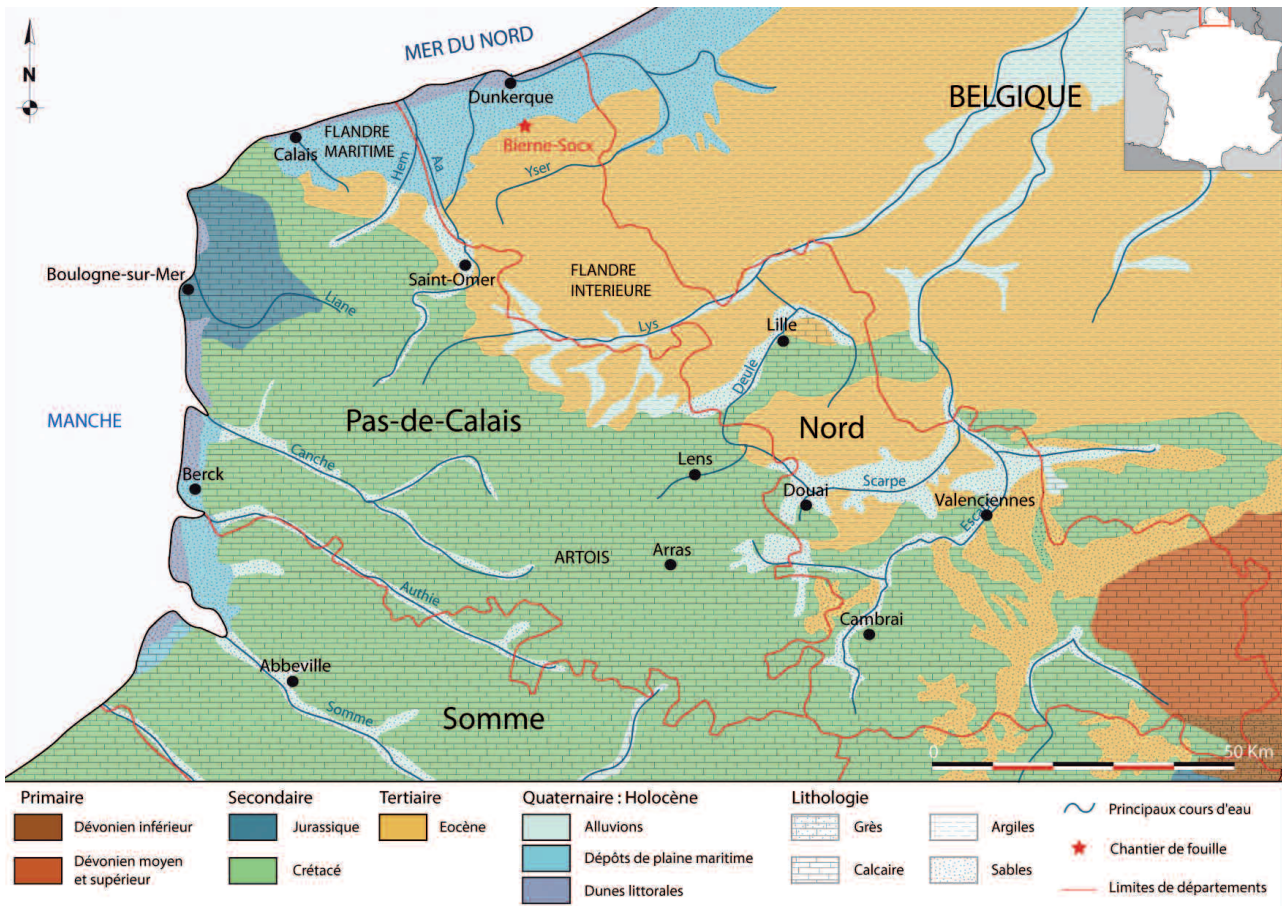 MER DU NORD
N
Dunkerque
BELGIQUE
FLANDRE
MARITIME
Calais
Bierne-Socx
Hem
Aa
Yser
Boulogne-sur-Mer
Liane
Saint-Omer
FLANDRE
INTERIEURE
Lys
Lille
Deule
MANCHE
Pas-de-Calais
Nord
Canche
Berck
Lens
Douai
Scarpe
Valenciennes
ARTOIS
Arras
Authie
Cambrai
Abbeville
Somme
Somme
0
50 Km
Primaire
Dévonien inférieur
Dévonien moyen
et supérieur
Secondaire
Jurassique
Crétacé
Tertiaire
Eocène
Quaternaire : Holocène
Alluvions
Dépôts de plaine maritime
Dunes littorales
Lithologie
Grès
Calcaire
Argiles
Sables
Principaux cours d'eau
Chantier de fouille
Limites de départements